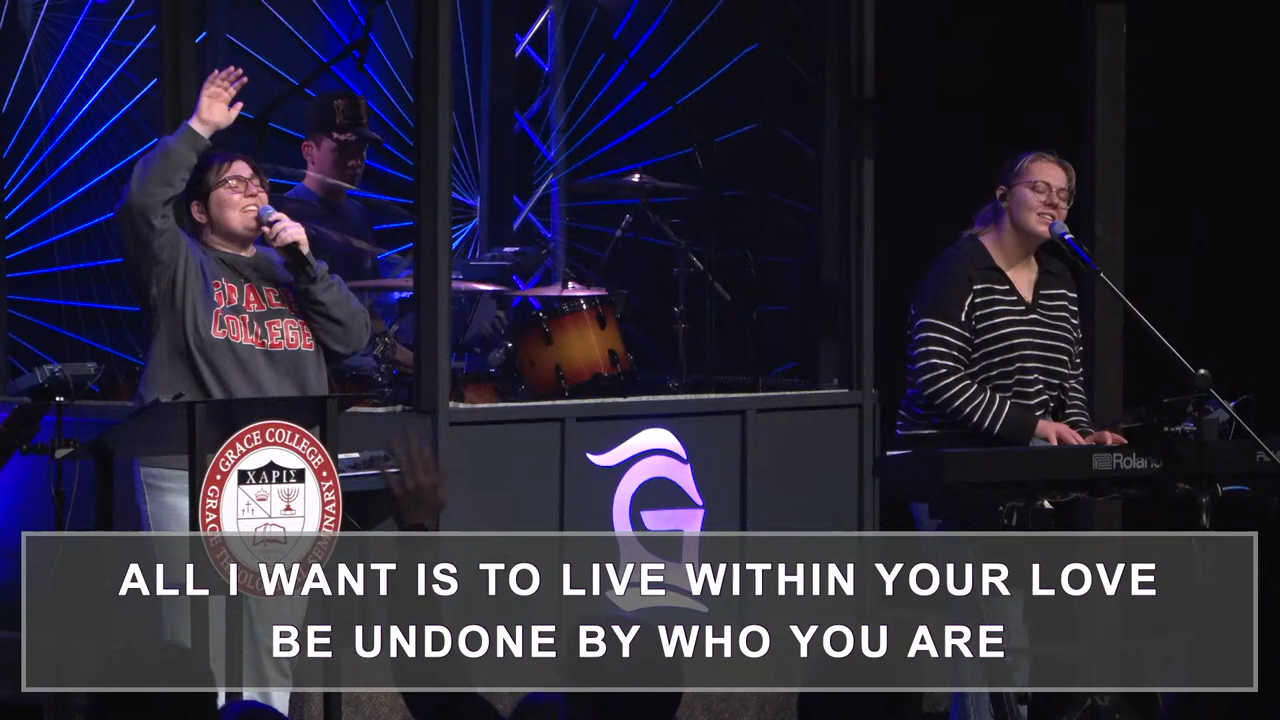 GRACE
COLLEGE
GRACE COLLEGE
ΧΑΡΙΣ
SEMINARY
Roland
ALL I WANT IS TO LIVE WITHIN YOUR LOVE
BE UNDONE BY WHO YOU ARE